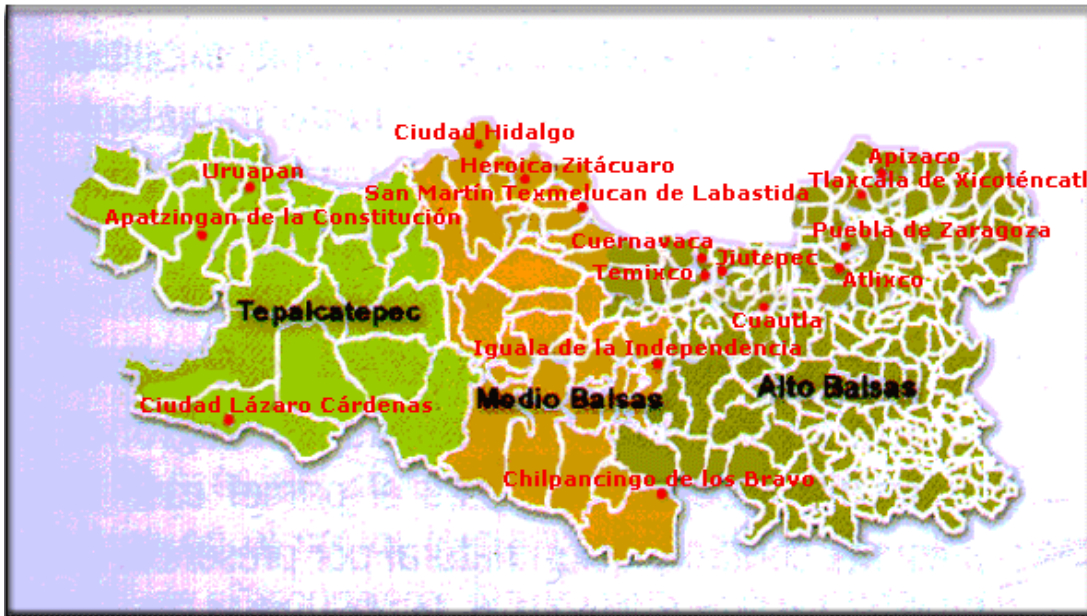 Ciudad Hidalgo
Apizaco
Heroica Zitácuaro
Uruapan
Tlaxcala de Xicoténcatl
San Martín Texmelucan de Labastida
Apatzingan de la Constitución
Puebla de Zaragoza
Cuernavaca
Jiutepec
Temixco
Atlixco
Tepalcatepec
Cuautla
Iguala de la Independencia
Alto Balsas
Medio Balsas
Ciudad Lázaro Cárdenas
Chilpancingo de los Bravo